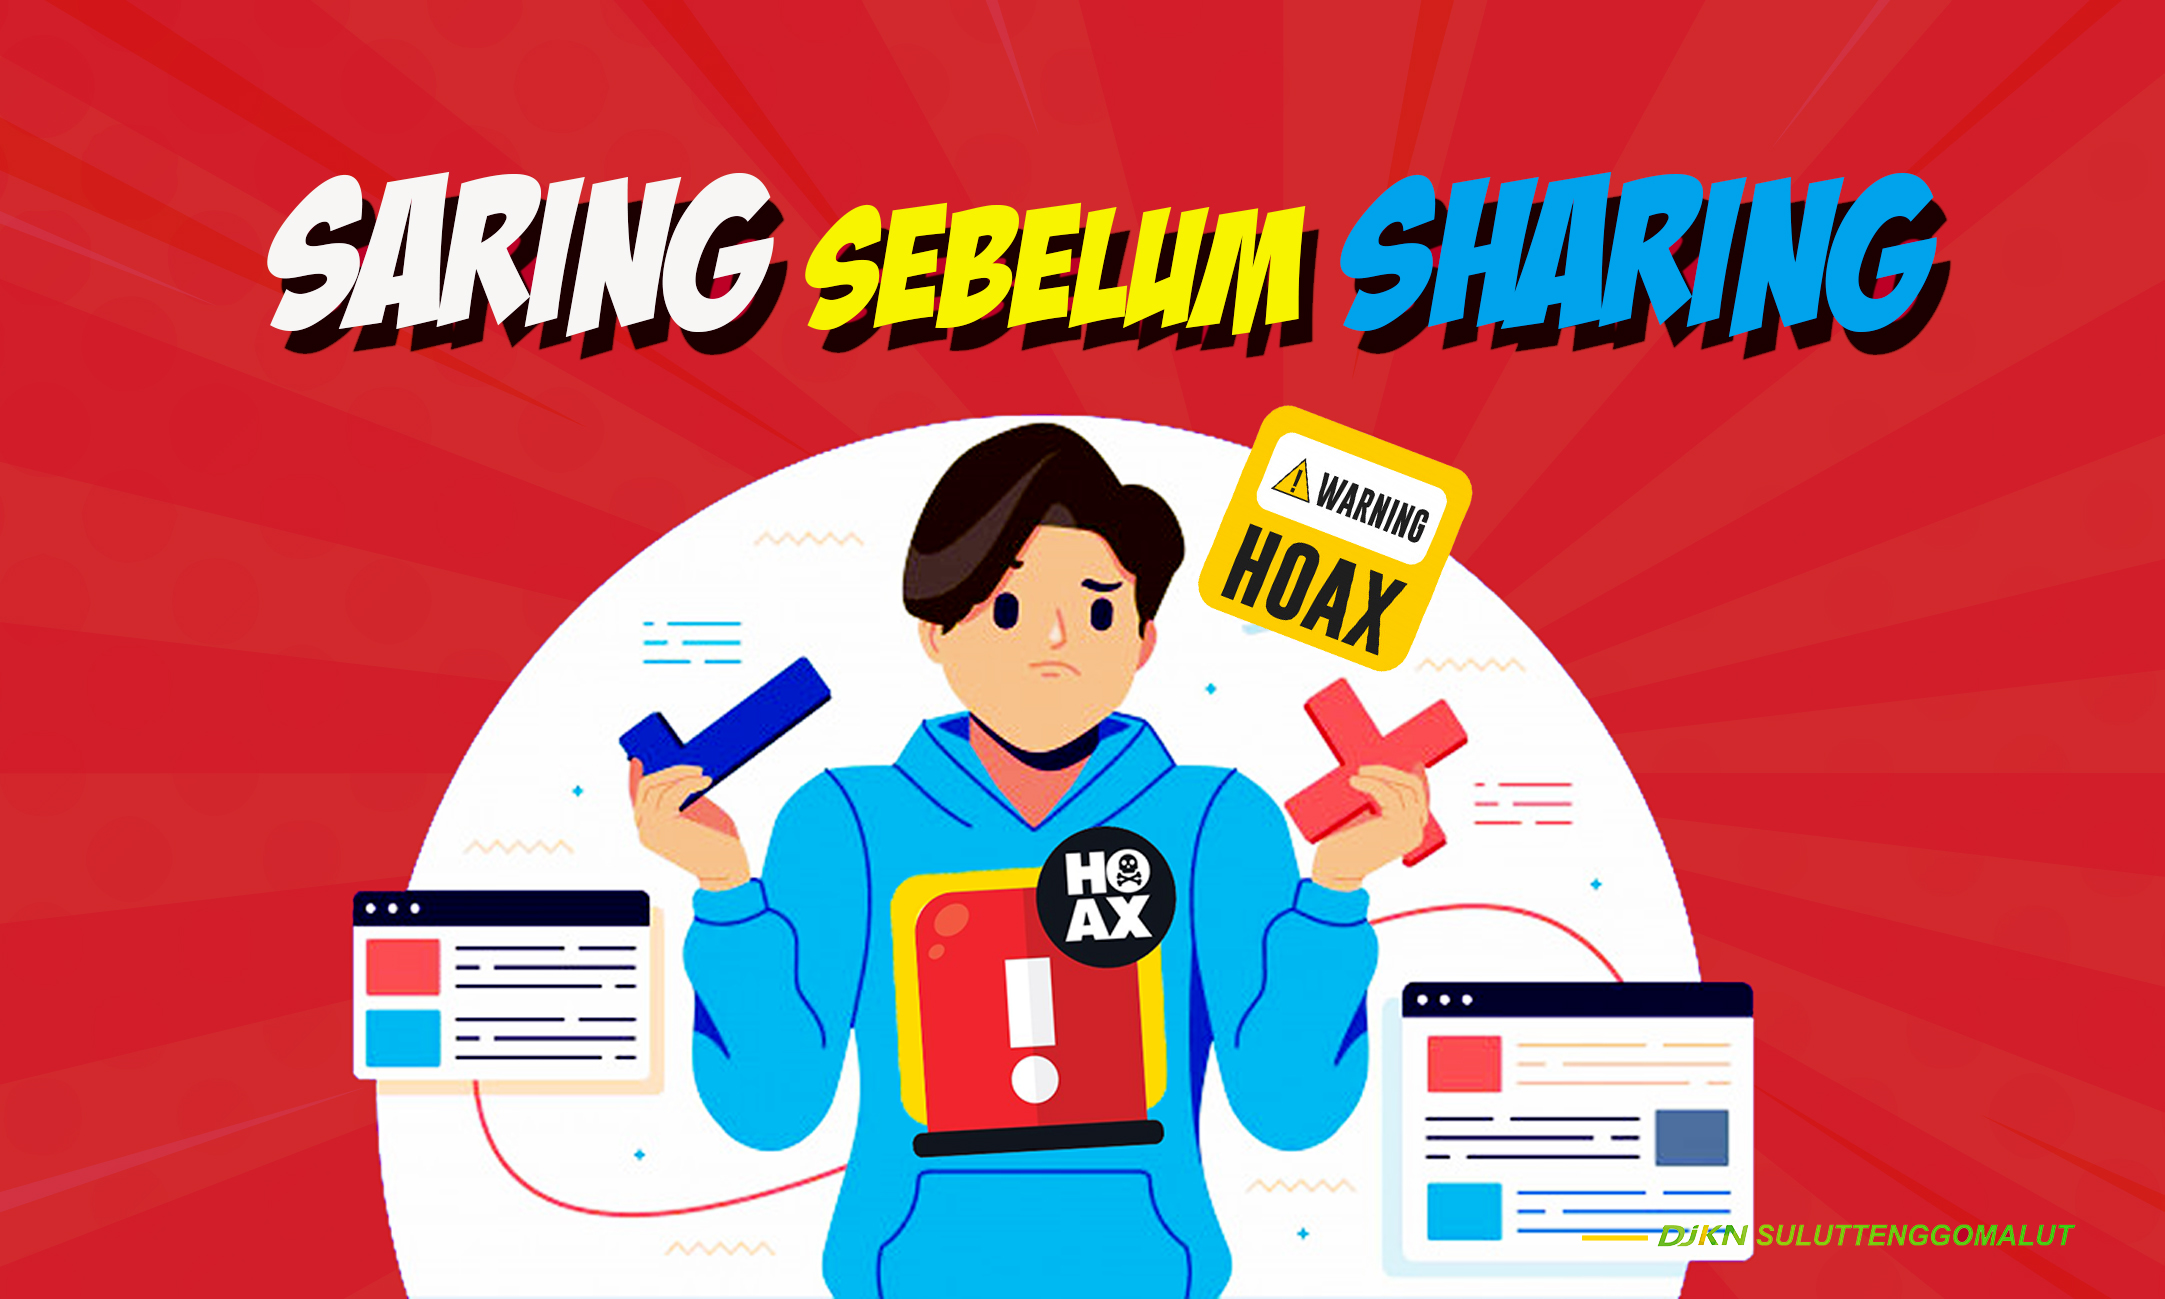 SARING SEBELUM SHARING
WARNING
HOAX
HOAX
DJKN SULUTTENGGOMALUT